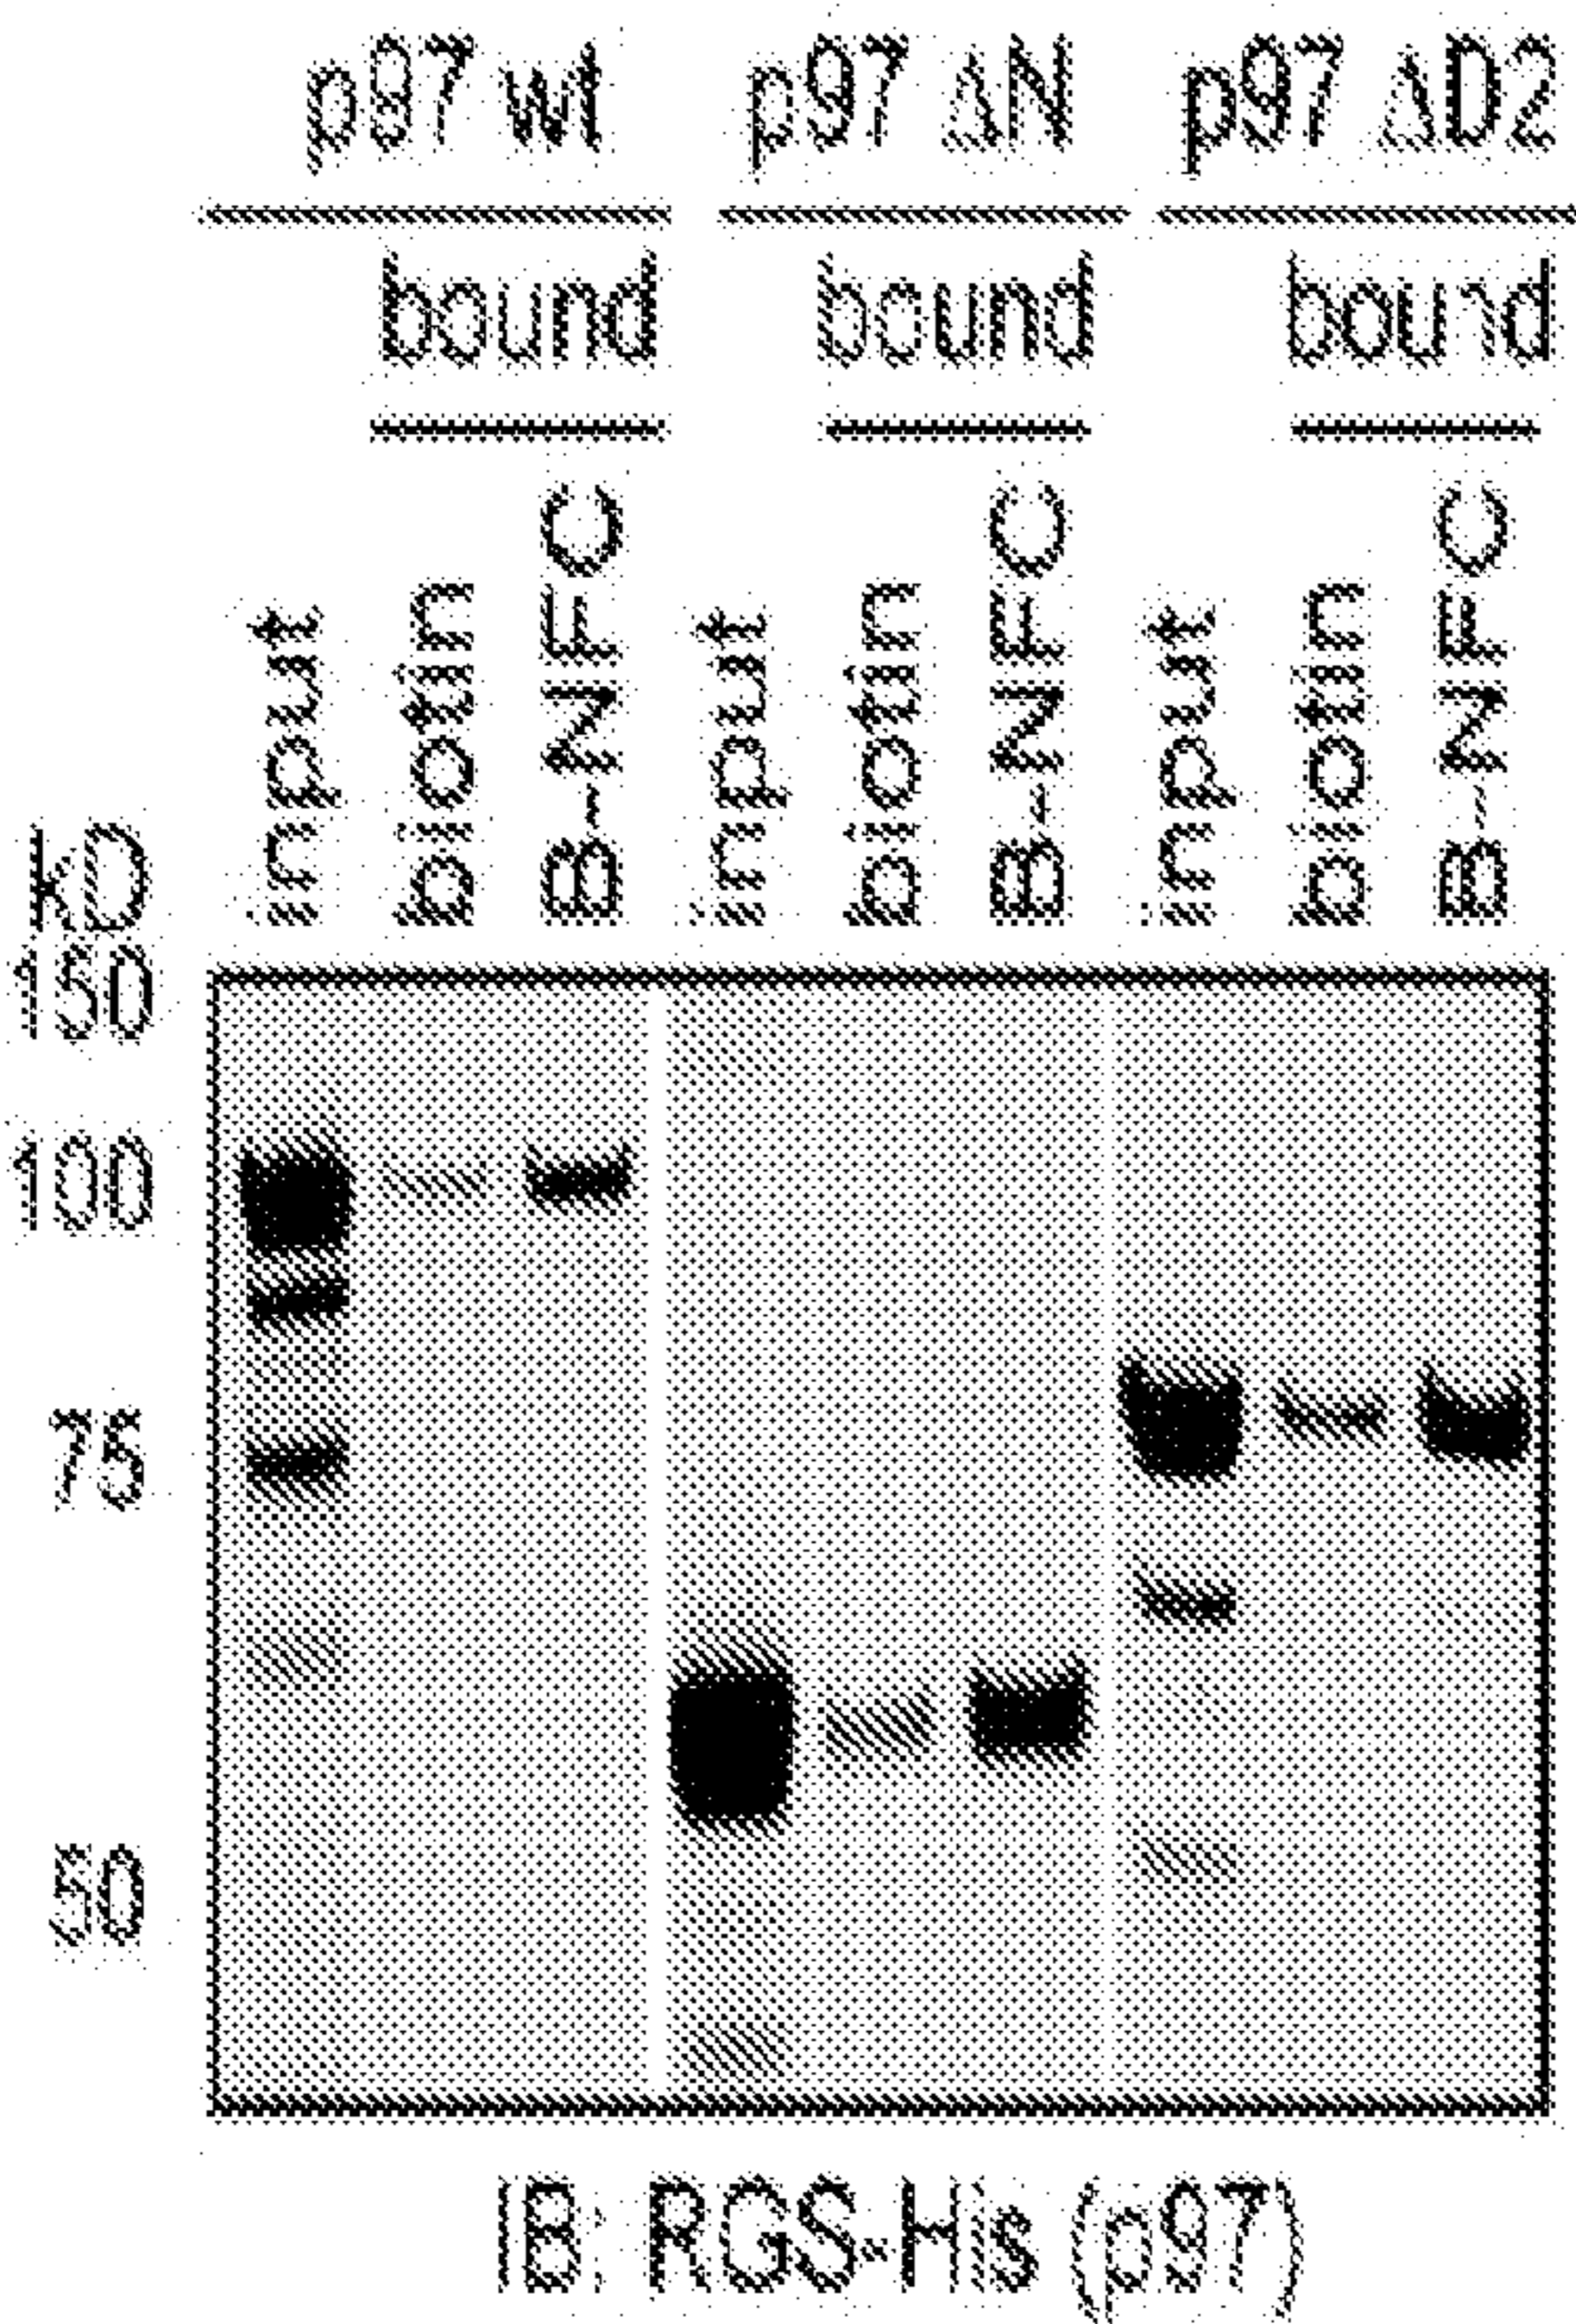 p97 wt p97 ΔN p97 ΔD2
bound bound bound
input biotin B-NFC input biotin B-NFC input biotin B-NFC
kD
150
100
75
50
IB: RGS-His (p97)